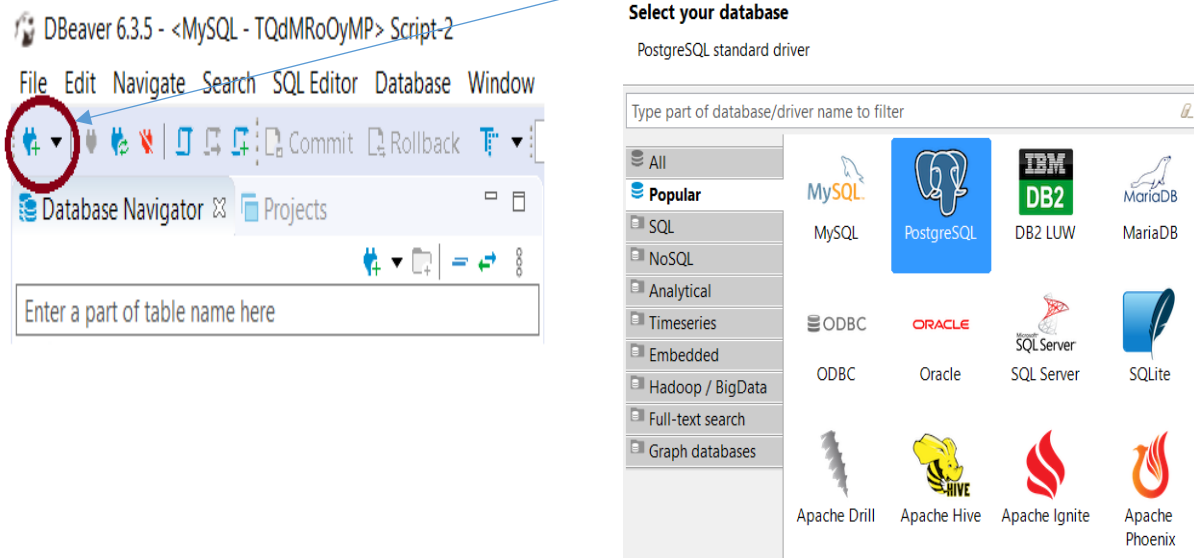 DBeaver 6.3.5 - <MySQL - TQdMRoOyMP> Script-2
File Edit Navigate Search SQL Editor Database Window
Commit Rollback T
Database Navigator Projects
Enter a part of table name here
Select your database
PostgreSQL standard driver
Type part of database/driver name to filter
All
Popular
SQL
NoSQL
Analytical
Timeseries
Embedded
Hadoop / BigData
Full-text search
Graph databases
MySQL
MySQL
PostgreSQL
IBM
DB2
DB2 LUW
MariaDB
MariaDB
ODBC
ODBC
ORACLE
Oracle
Microsoft
SQL Server
SQL Server
SQLite
Apache Drill
HIVE
Apache Hive
Apache Ignite
Apache
Phoenix